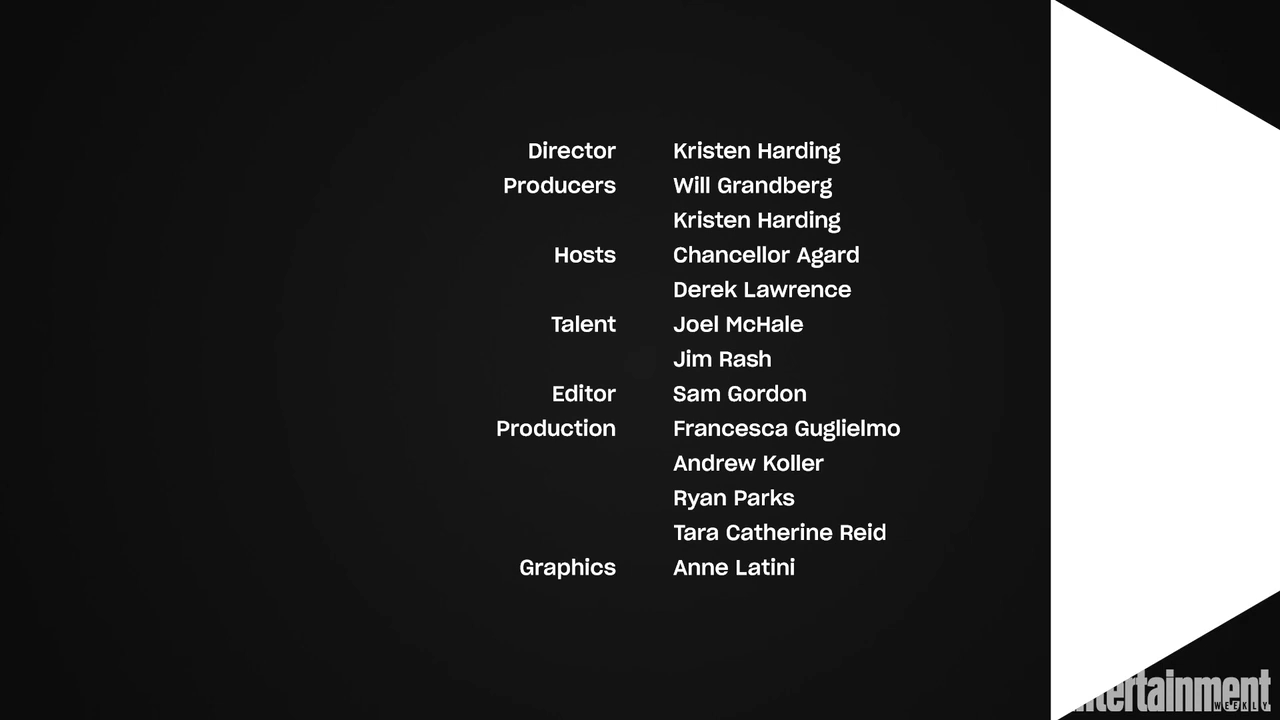 Director Kristen Harding
Producers Will Grandberg
Kristen Harding
Hosts Chancellor Agard
Derek Lawrence
Talent Joel McHale
Jim Rash
Editor Sam Gordon
Production Francesca Guglielmo
Andrew Koller
Ryan Parks
Tara Catherine Reid
Graphics Anne Latini
ntertainment
WEEKLY